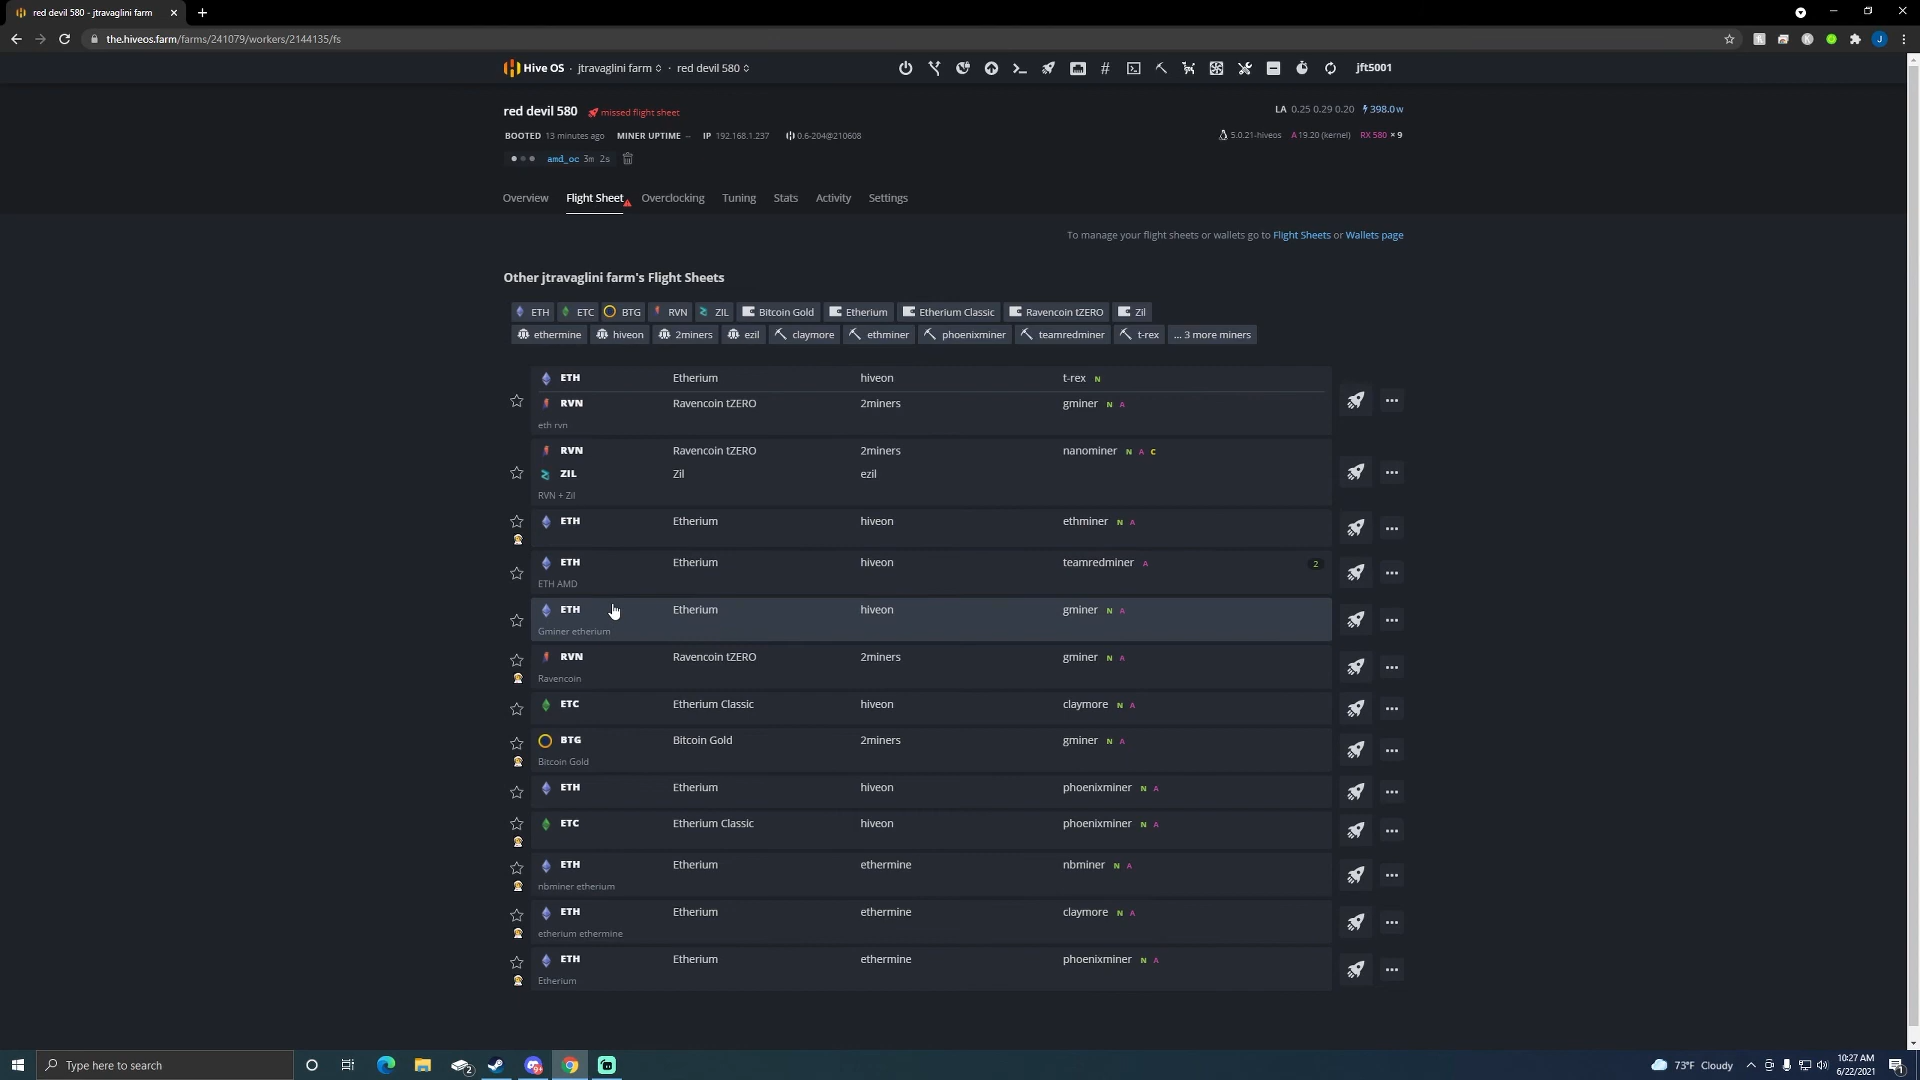 red devil 580 - jtravaglini farm
the.hiveos.farm/farms/241079/workers/2144135/fs
Hive OS · jtravaglini farm · red devil 580
jft5001
red devil 580 missed flight sheet
LA 0.25 0.29 0.20 398.0w
BOOTED 13 minutes ago MINER UPTIME – IP 192.168.1.237 0.6-204@210608
5.0.21-hiveos A 19.20 (kernel) RX 580 × 9
amd_oc 3m 2s
Overview Flight Sheet Overclocking Tuning Stats Activity Settings
To manage your flight sheets or wallets go to Flight Sheets or Wallets page
Other jtravaglini farm's Flight Sheets
ETH ETC BTG RVN ZIL Bitcoin Gold Etherium Etherium Classic Ravencoin tZERO Zil
ethermine hiveon 2miners ezil claymore ethminer phoenixminer teamredminer t-rex ... 3 more miners
ETH Etherium hiveon t-rex N
RVN Ravencoin tZERO 2miners gminer N A
eth rvn
RVN Ravencoin tZERO 2miners nanominer N A C
ZIL Zil ezil
RVN + Zil
ETH Etherium hiveon ethminer N A
ETH Etherium hiveon teamredminer A 2
ETH AMD
ETH Etherium hiveon gminer N A
Gminer etherium
RVN Ravencoin tZERO 2miners gminer N A
Ravencoin
ETC Etherium Classic hiveon claymore N A
BTG Bitcoin Gold 2miners gminer N A
Bitcoin Gold
ETH Etherium hiveon phoenixminer N A
ETC Etherium Classic hiveon phoenixminer N A
ETH Etherium ethermine nbminer N A
nbminer etherium
ETH Etherium ethermine claymore N A
etherium ethermine
ETH Etherium ethermine phoenixminer N A
Etherium
Type here to search
73°F Cloudy
10:27 AM
6/22/2021